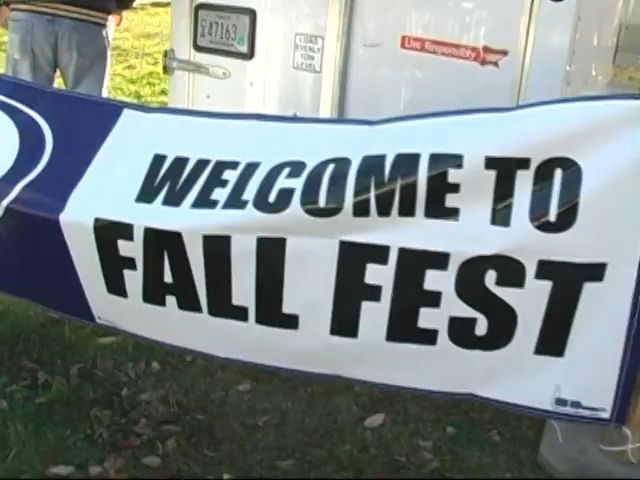 47163
LOAD
EVENLY
TOW
LEVEL
Live Responsibly
WELCOME TO
FALL FEST